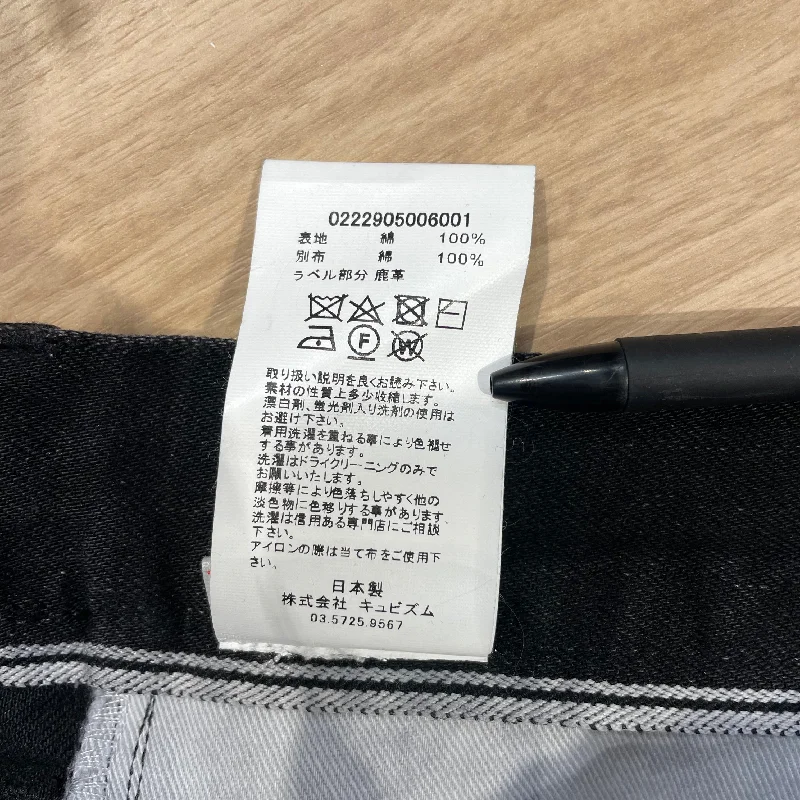 0222905006001
表地 綿 100%
別布 綿 100%
ラベル部分 鹿革
F
W
取り扱い説明を良くお読み下さい。
素材の性質上多少収縮します。
漂白剤、蛍光剤入り洗剤の使用は
お避け下さい。
着用洗濯を重ねる事により色褪せ
する事があります。
洗濯はドライクリーニングのみで
お願いいたします。
摩擦等により色落ちしやすく他の
淡色物に色移りする事があります
洗濯は信用ある専門店にご相談
下さい。
アイロンの際は当て布をご使用下
さい。
日本製
株式会社 キュビズム
03.5725.9567